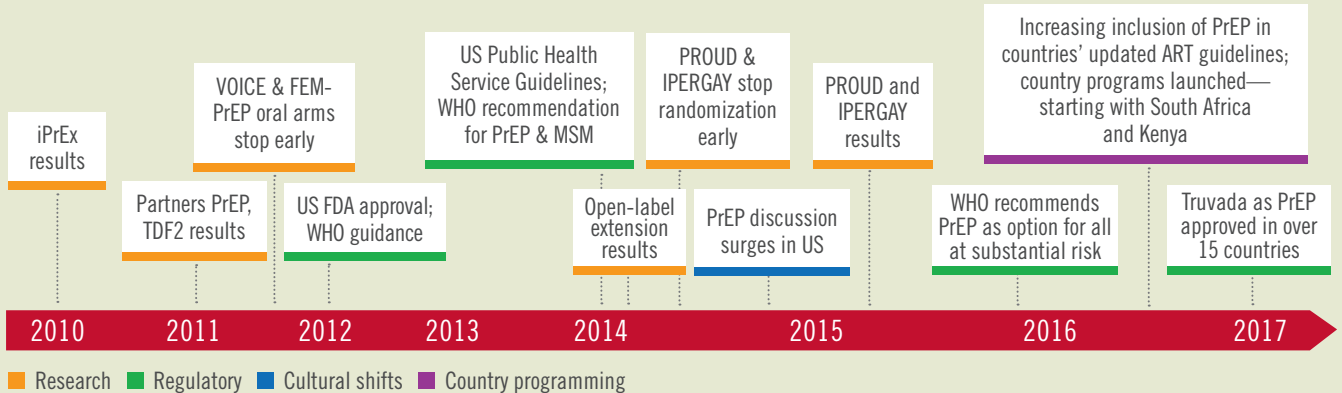 iPrEx
results
Partners PrEP,
TDF2 results
VOICE & FEM-
PrEP oral arms
stop early
US FDA approval;
WHO guidance
US Public Health
Service Guidelines;
WHO recommendation
for PrEP & MSM
Open-label
extension
results
PROUD &
IPERGAY stop
randomization
early
PrEP discussion
surges in US
PROUD and
IPERGAY
results
WHO recommends
PrEP as option for all
at substantial risk
Increasing inclusion of PrEP in
countries’ updated ART guidelines;
country programs launched—
starting with South Africa
and Kenya
Truvada as PrEP
approved in over
15 countries
2010 2011 2012 2013 2014 2015 2016 2017
Research Regulatory Cultural shifts Country programming